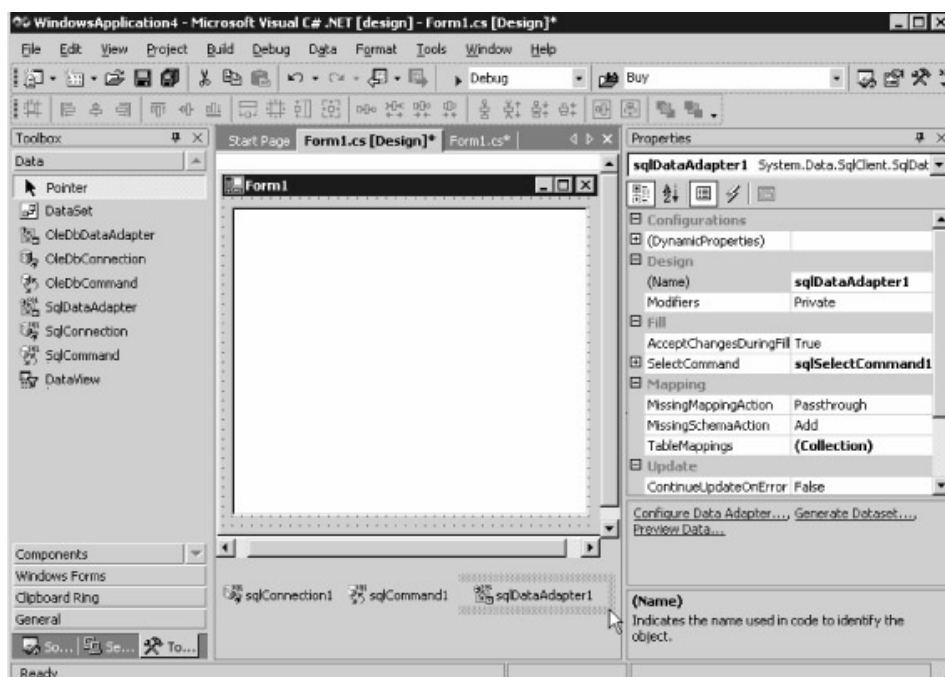 WindowsApplication4 - Microsoft Visual C# .NET [design] - Form1.cs [Design]*
File Edit View Project Build Debug Data Format Tools Window Help
Debug Buy
Toolbox
Data
Pointer
DataSet
OleDbDataAdapter
OleDbConnection
OleDbCommand
SqlDataAdapter
SqlConnection
SqlCommand
DataView
Components
Windows Forms
Clipboard Ring
General
So... Se... To...
Start Page Form1.cs [Design]* Form1.cs*
Form1
sqlConnection1 sqlCommand1 sqlDataAdapter1
Properties
sqlDataAdapter1 System.Data.SqlClient.SqlDat
Configurations
(DynamicProperties)
Design
(Name) sqlDataAdapter1
Modifiers Private
Fill
AcceptChangesDuringFill True
SelectCommand sqlSelectCommand1
Mapping
MissingMappingAction Passthrough
MissingSchemaAction Add
TableMappings (Collection)
Update
ContinueUpdateOnError False
Configure Data Adapter..., Generate Dataset...,
Preview Data...
(Name)
Indicates the name used in code to identify the
object.
Ready